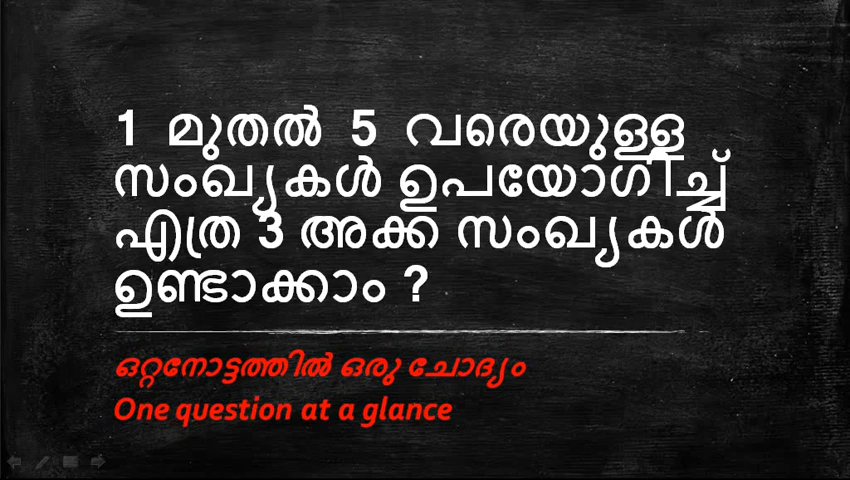 1 മുതൽ 5 വരെയുള്ള
സംഖ്യകൾ ഉപയോഗിച്ച്
എത്ര 3 അക്ക സംഖ്യകൾ
ഉണ്ടാക്കാം ?
ഒറ്റനോട്ടത്തിൽ ഒരു ചോദ്യം
One question at a glance